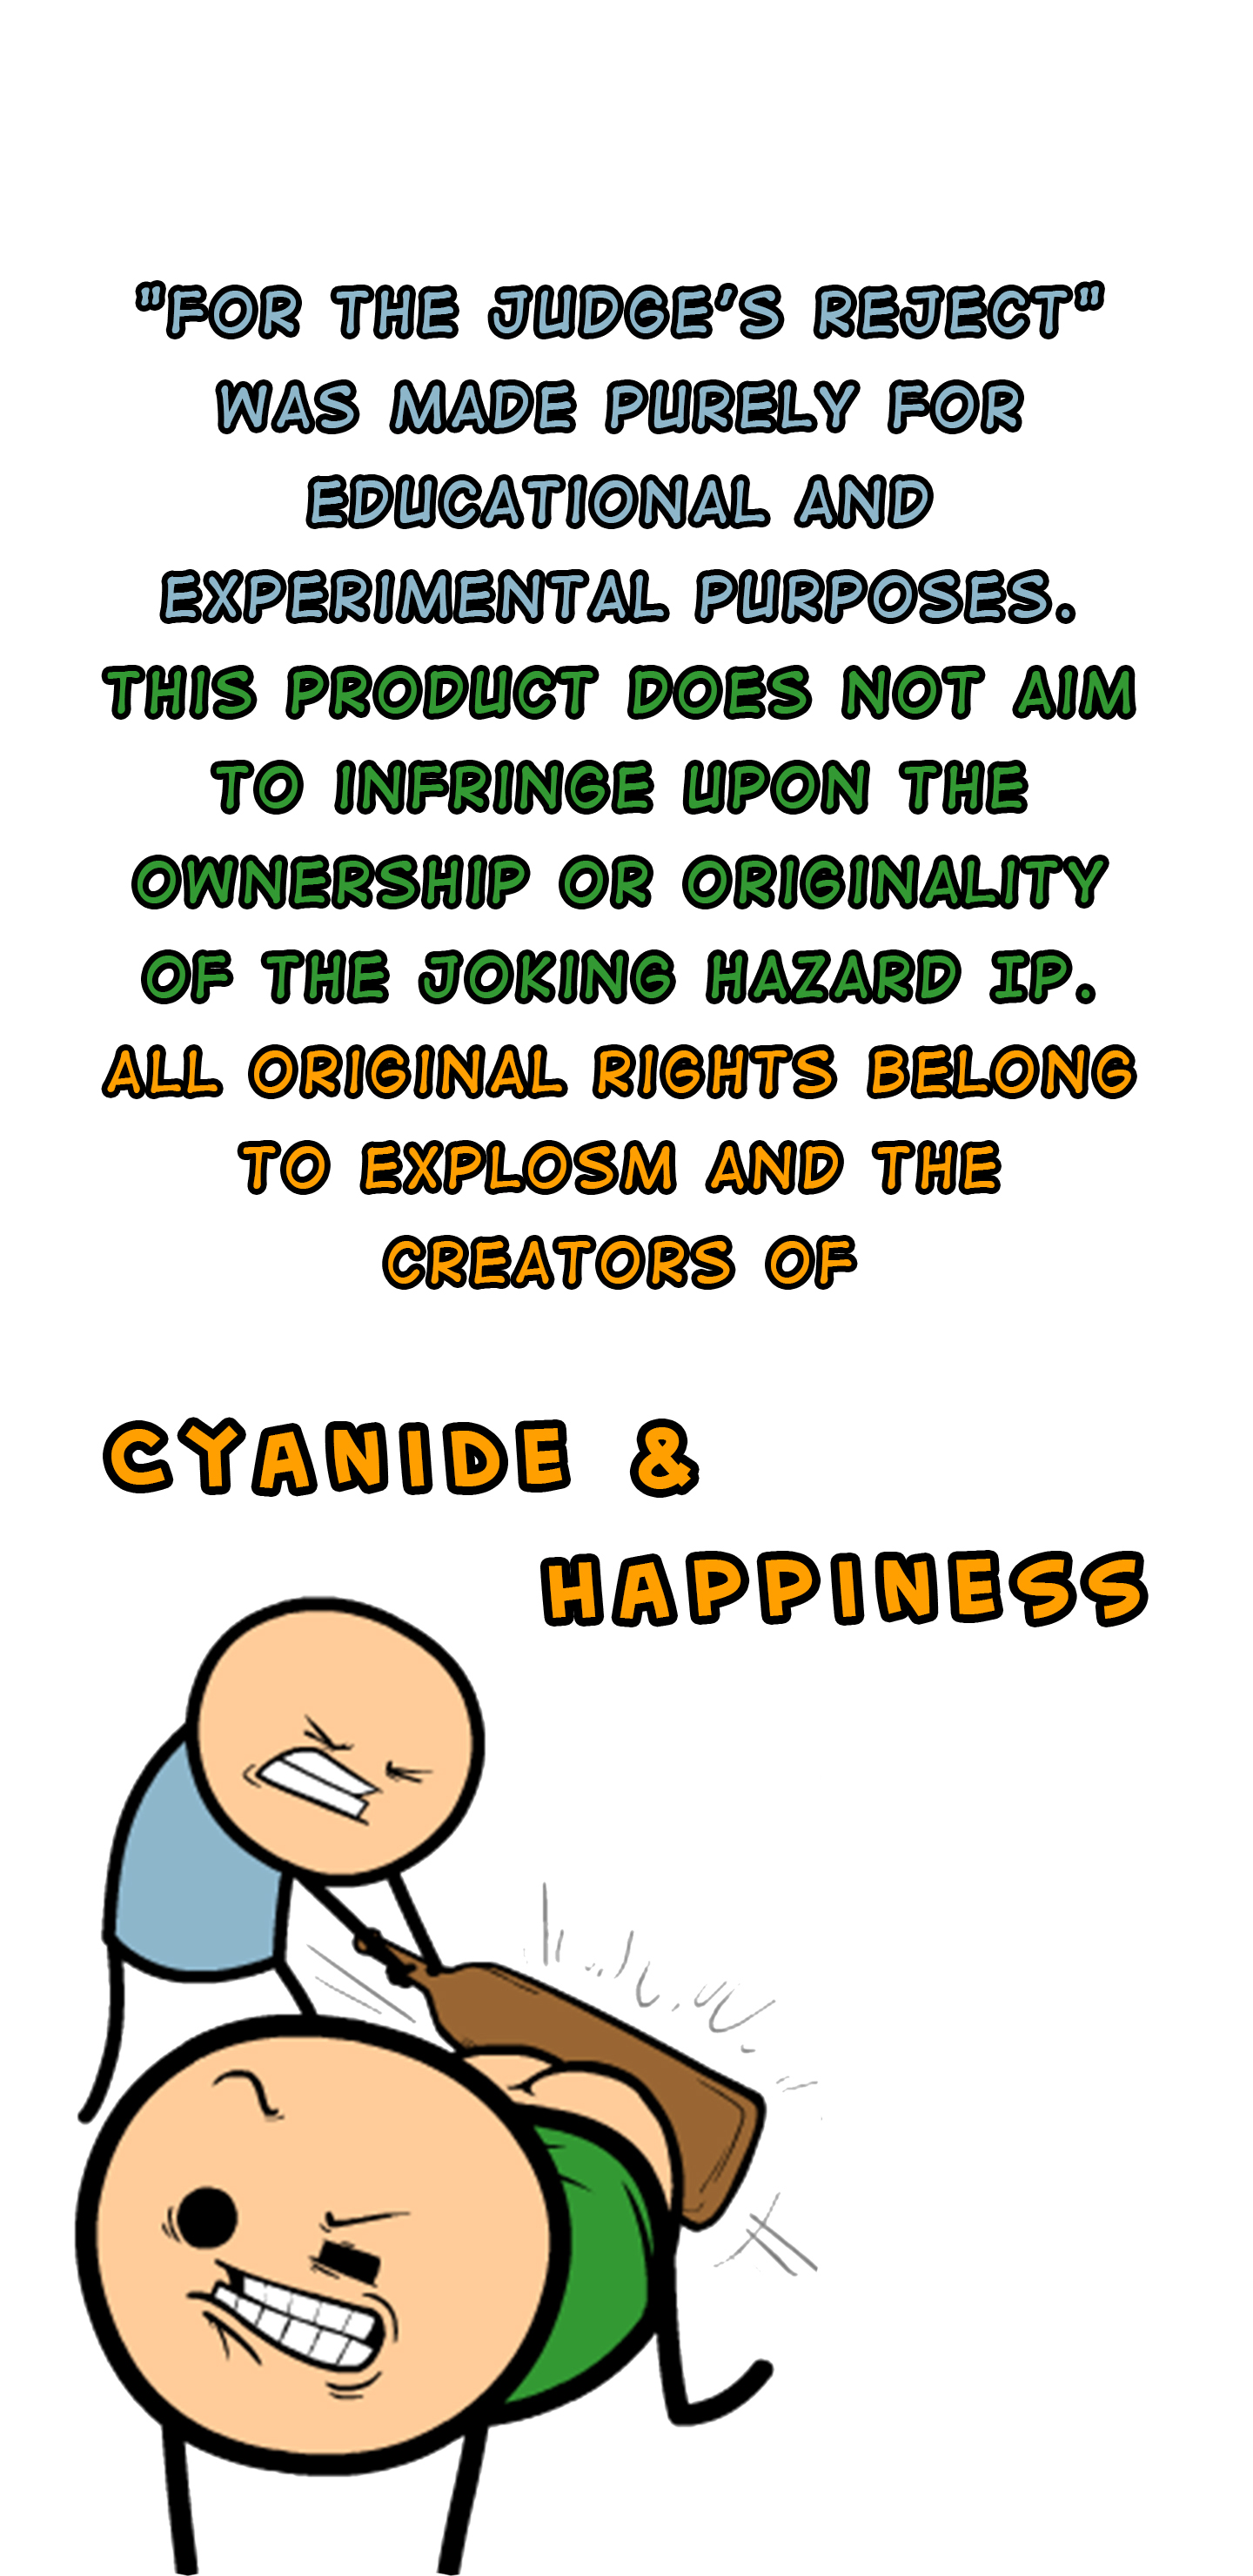 "FOR THE JUDGE'S REJECT"
WAS MADE PURELY FOR
EDUCATIONAL AND
EXPERIMENTAL PURPOSES.
THIS PRODUCT DOES NOT AIM
TO INFRINGE UPON THE
OWNERSHIP OR ORIGINALITY
OF THE JOKING HAZARD IP.
ALL ORIGINAL RIGHTS BELONG
TO EXPLOSM AND THE
CREATORS OF
CYANIDE &
HAPPINESS